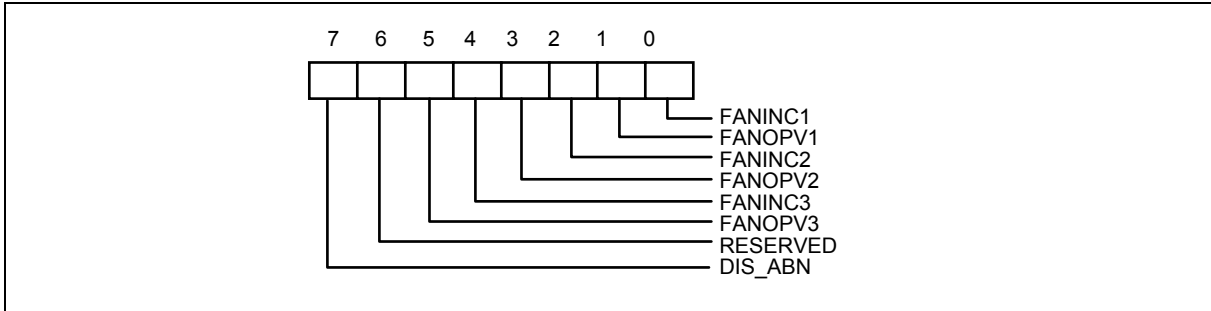 7 6 5 4 3 2 1 0
FANINC1
FANOPV1
FANINC2
FANOPV2
FANINC3
FANOPV3
RESERVED
DIS_ABN